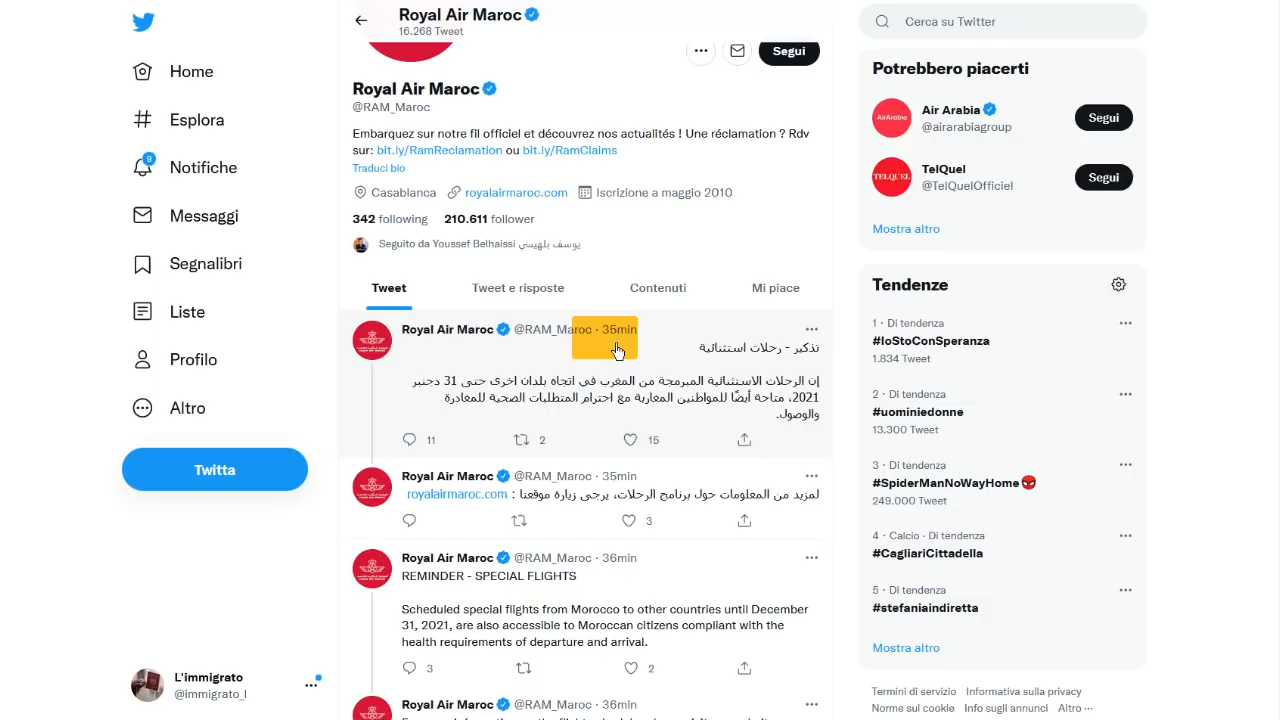 Home
Esplora
9
Notifiche
Messaggi
Segnalibri
Liste
Profilo
Altro
Twitta
L'immigrato
@immigrato_l
Royal Air Maroc
16.268 Tweet
Segui
Royal Air Maroc
@RAM_Maroc
Embarquez sur notre fil officiel et découvrez nos actualités ! Une réclamation ? Rdv
sur: bit.ly/RamReclamation ou bit.ly/RamClaims
Traduci bio
Casablanca royalairmaroc.com Iscrizione a maggio 2010
342 following 210.611 follower
Seguito da Youssef Belhaissi يوسف بلهيسي
Tweet Tweet e risposte Contenuti Mi piace
Royal Air Maroc @RAM_Maroc · 35min
تذكير - رحلات استثنائية
إن الرحلات الاستثنائية المبرمجة من المغرب في اتجاه بلدان اخرى حتى 31 دجنبر
2021، متاحة أيضًا للمواطنين المغاربة مع احترام المتطلبات الصحية للمغادرة
والوصول.
11 2 15
Royal Air Maroc @RAM_Maroc · 35min
لمزيد من المعلومات حول برنامج الرحلات، يرجى زيارة موقعنا : royalairmaroc.com
3
Royal Air Maroc @RAM_Maroc · 36min
REMINDER - SPECIAL FLIGHTS
Scheduled special flights from Morocco to other countries until December
31, 2021, are also accessible to Moroccan citizens compliant with the
health requirements of departure and arrival.
3 2
Royal Air Maroc @RAM_Maroc · 36min
Cerca su Twitter
Potrebbero piacerti
AirArabia
Air Arabia
@airarabiagroup
Segui
TELQUEL
TelQuel
@TelQuelOfficiel
Segui
Mostra altro
Tendenze
1 · Di tendenza
#IoStoConSperanza
1.834 Tweet
2 · Di tendenza
#uominiedonne
13.300 Tweet
3 · Di tendenza
#SpiderManNoWayHome
249.000 Tweet
4 · Calcio · Di tendenza
#CagliariCittadella
5 · Di tendenza
#stefaniaindiretta
Mostra altro
Termini di servizio Informativa sulla privacy
Norme sui cookie Info sugli annunci Altro ···